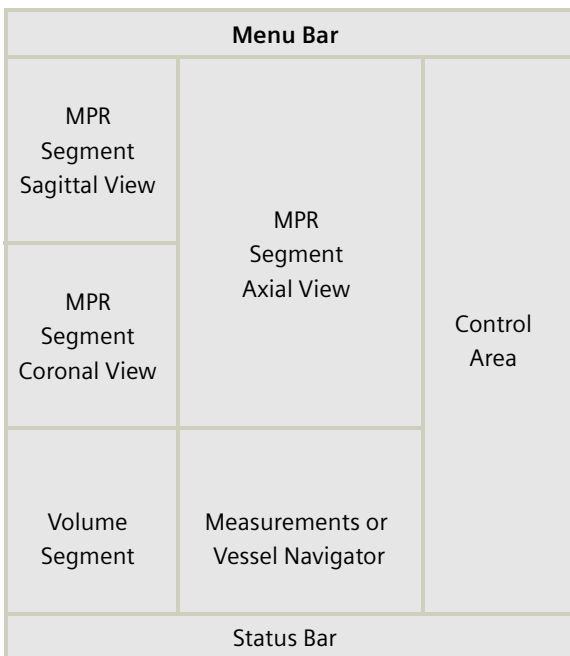 Menu Bar
MPR
Segment
Sagittal View
MPR
Segment
Coronal View
MPR
Segment
Axial View
Control
Area
Volume
Segment
Measurements or
Vessel Navigator
Status Bar